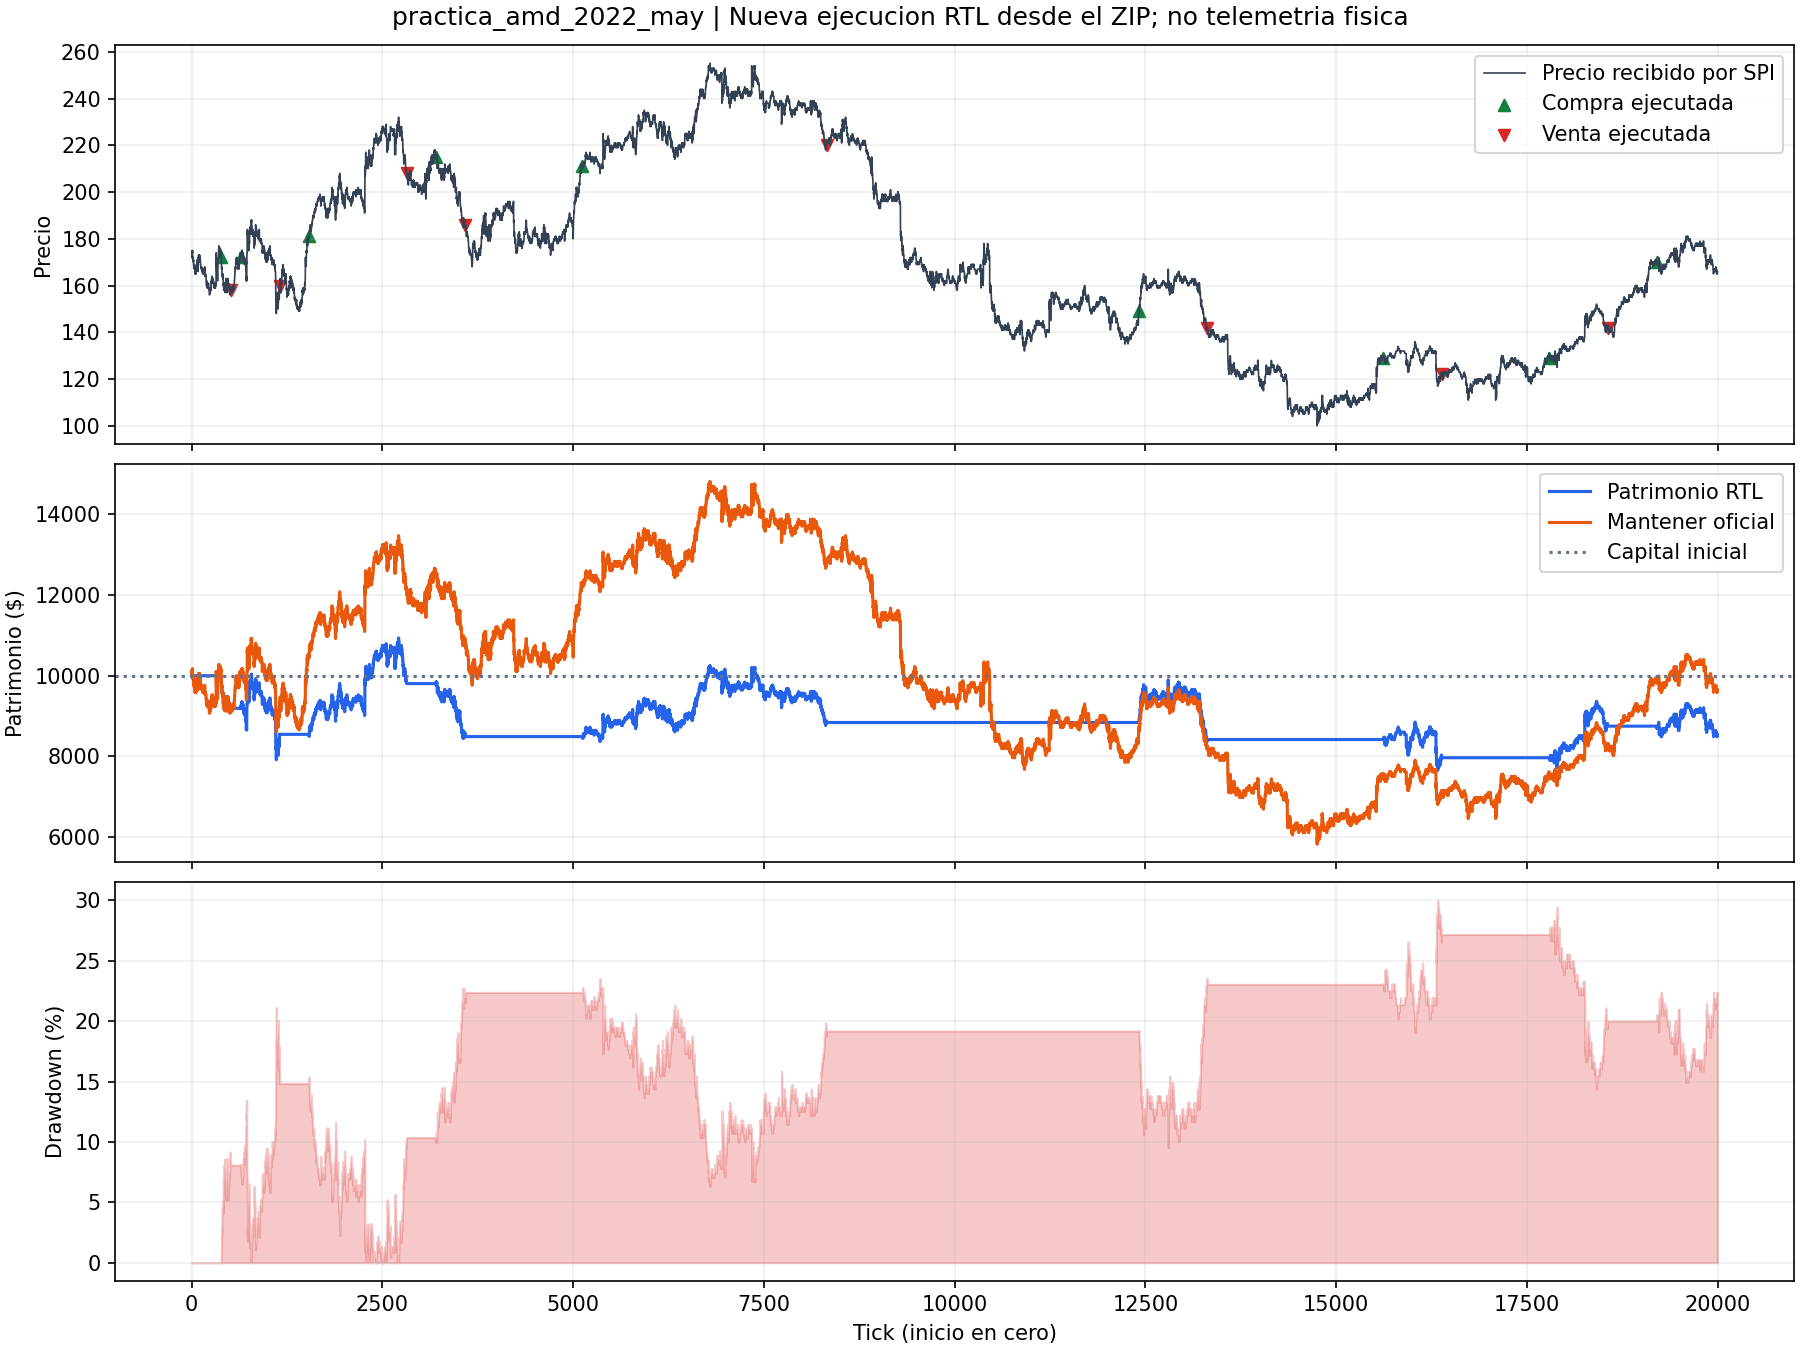 practica_amd_2022_may | Nueva ejecucion RTL desde el ZIP; no telemetria fisica
260
240
220
200
180
160
140
120
100
Precio
Precio recibido por SPI
Compra ejecutada
Venta ejecutada
14000
12000
10000
8000
6000
Patrimonio ($)
Patrimonio RTL
Mantener oficial
Capital inicial
30
25
20
15
10
5
0
Drawdown (%)
0
2500
5000
7500
10000
12500
15000
17500
20000
Tick (inicio en cero)